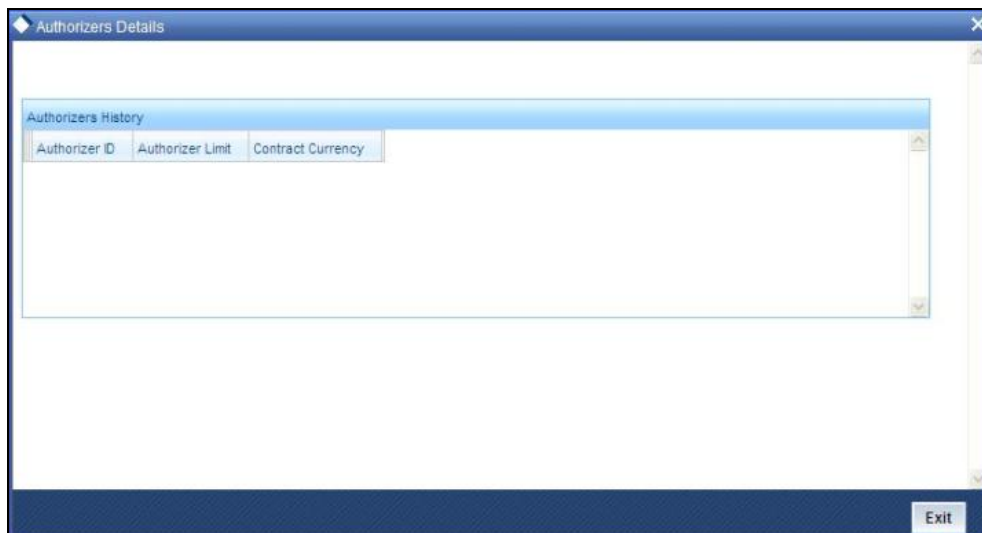 Authorizers Details
Authorizers History
Authorizer ID Authorizer Limit Contract Currency
Exit